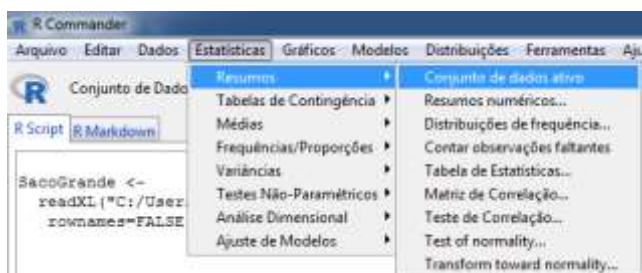 R Commander
Arquivo Editar Dados Estatísticas Gráficos Modelos Distribuições Ferramentas Aju
R Conjunto de Dado
R Script R Markdown
SacoGrande <-
readXL("C:/User
rownames=FALSE
Resumos
Tabelas de Contingência
Médias
Frequências/Proporções
Variâncias
Testes Não-Paramétricos
Análise Dimensional
Ajuste de Modelos
Conjunto de dados ativo
Resumos numéricos...
Distribuições de frequência...
Contar observações faltantes
Tabela de Estatísticas...
Matriz de Correlação...
Teste de Correlação...
Test of normality...
Transform toward normality...